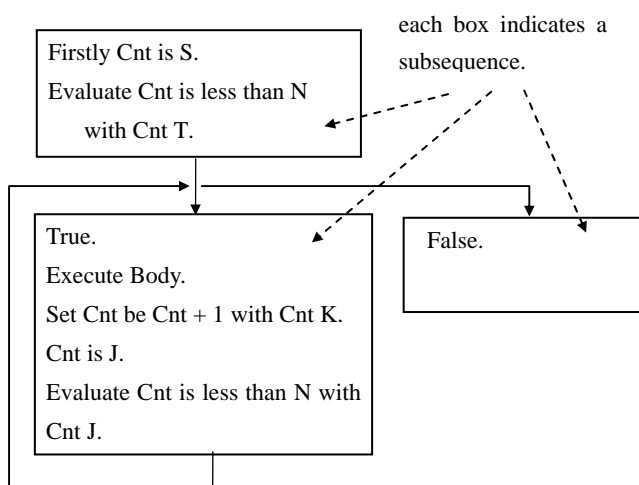 each box indicates a
subsequence.
Firstly Cnt is S.
Evaluate Cnt is less than N
with Cnt T.
True.
Execute Body.
Set Cnt be Cnt + 1 with Cnt K.
Cnt is J.
Evaluate Cnt is less than N with
Cnt J.
False.